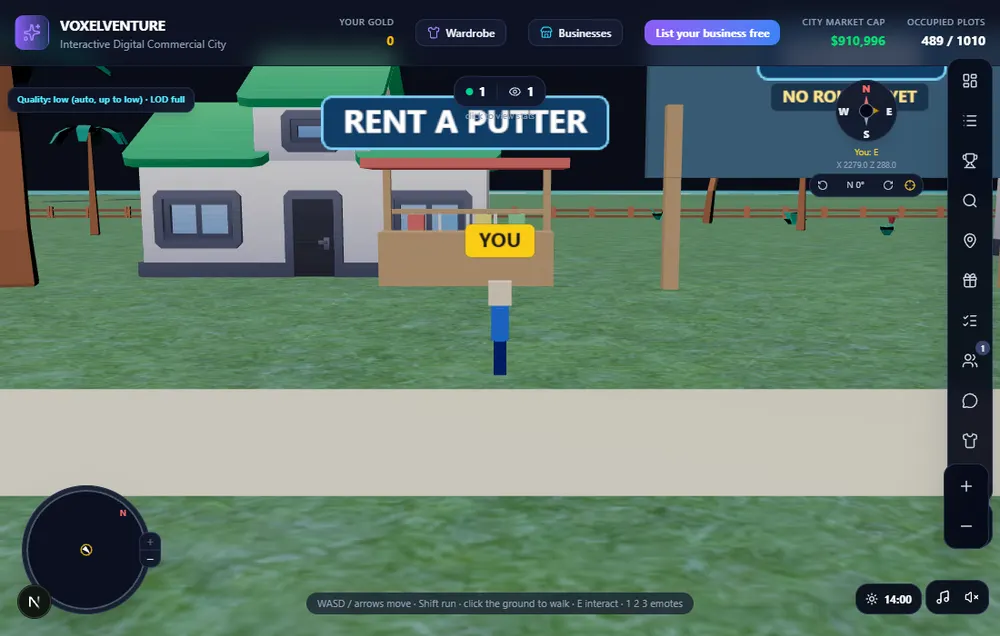 VOXELVENTURE
Interactive Digital Commercial City
YOUR GOLD
0
Wardrobe
Businesses
List your business free
CITY MARKET CAP
$910,996
OCCUPIED PLOTS
489 / 1010
Quality: low (auto, up to low) · LOD full
1
1
RENT A PUTTER
NO
YET
N
W
E
S
You: E
X 2279.0 Z 288.0
N 0°
YOU
1
N
N
WASD / arrows move · Shift run · click the ground to walk · E interact · 1 2 3 emotes
14:00